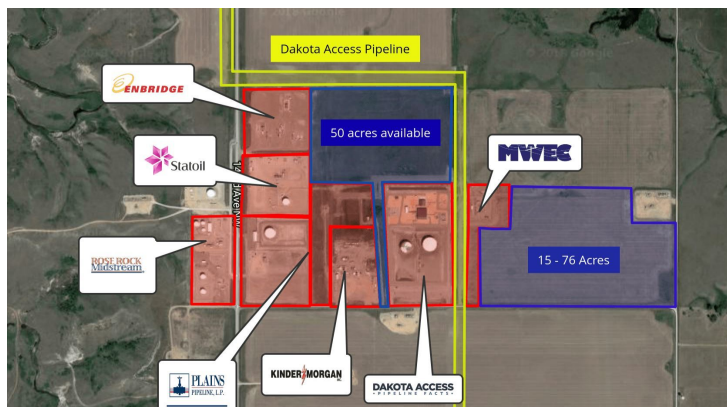 Dakota Access Pipeline
ENBRIDGE
50 acres available
Statoil
MWEC
ROSE ROCK
Midstream
15 - 76 Acres
PLAINS
PIPELINE, L.P.
KINDER MORGAN
INC.
DAKOTA ACCESS
PIPELINE FACTS